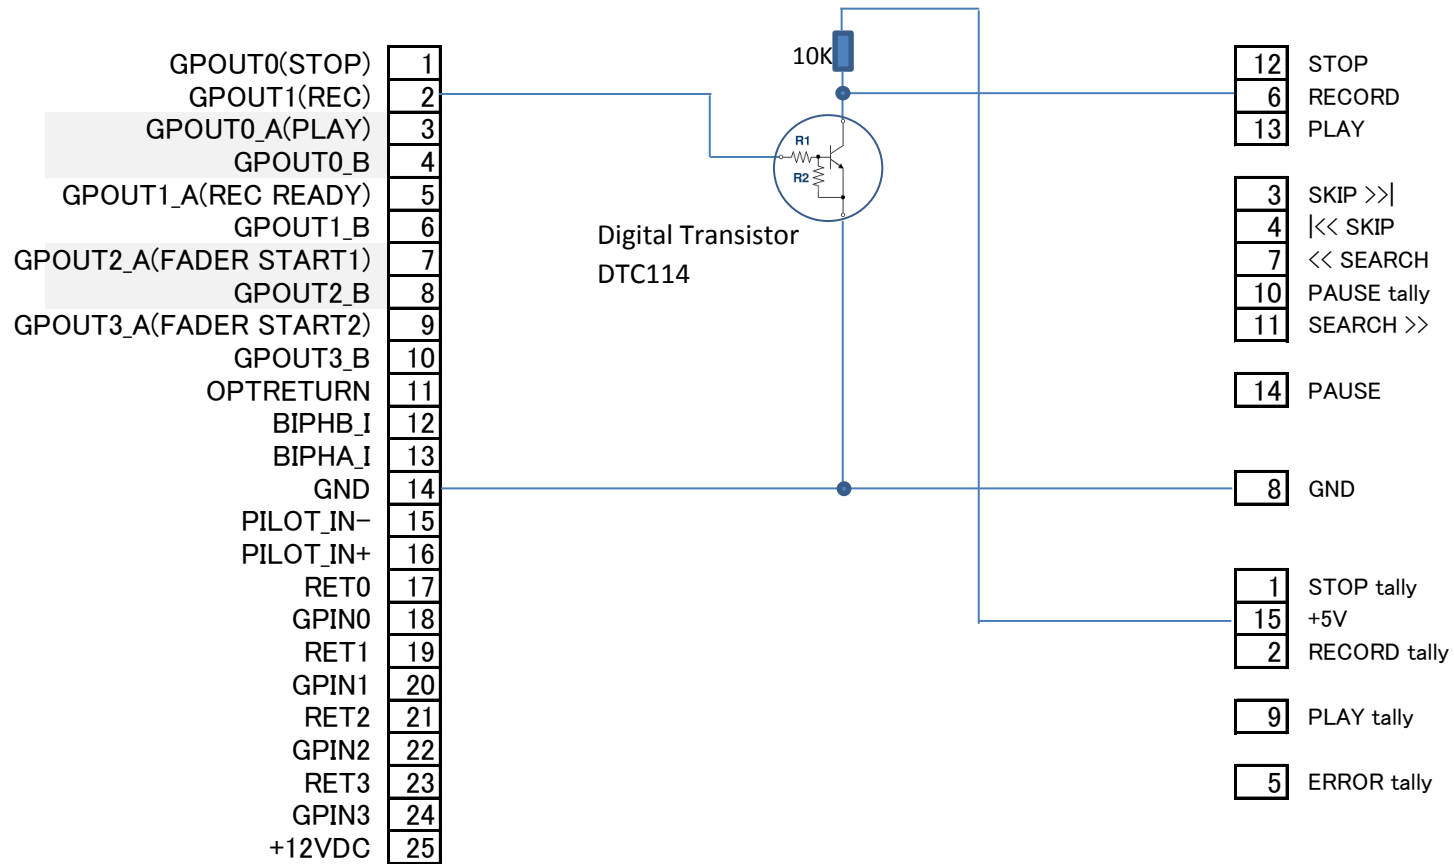 GPOUT0(STOP) 1
GPOUT1(REC) 2
GPOUT0_A(PLAY) 3
GPOUT0_B 4
GPOUT1_A(REC READY) 5
GPOUT1_B 6
GPOUT2_A(FADER START1) 7
GPOUT2_B 8
GPOUT3_A(FADER START2) 9
GPOUT3_B 10
OPTRETURN 11
BIPHB_I 12
BIPHA_I 13
GND 14
PILOT_IN- 15
PILOT_IN+ 16
RET0 17
GPIN0 18
RET1 19
GPIN1 20
RET2 21
GPIN2 22
RET3 23
GPIN3 24
+12VDC 25
10K
R1
R2
Digital Transistor
DTC114
12 STOP
6 RECORD
13 PLAY
3 SKIP >>|
4 |<< SKIP
7 << SEARCH
10 PAUSE tally
11 SEARCH >>
14 PAUSE
8 GND
1 STOP tally
15 +5V
2 RECORD tally
9 PLAY tally
5 ERROR tally